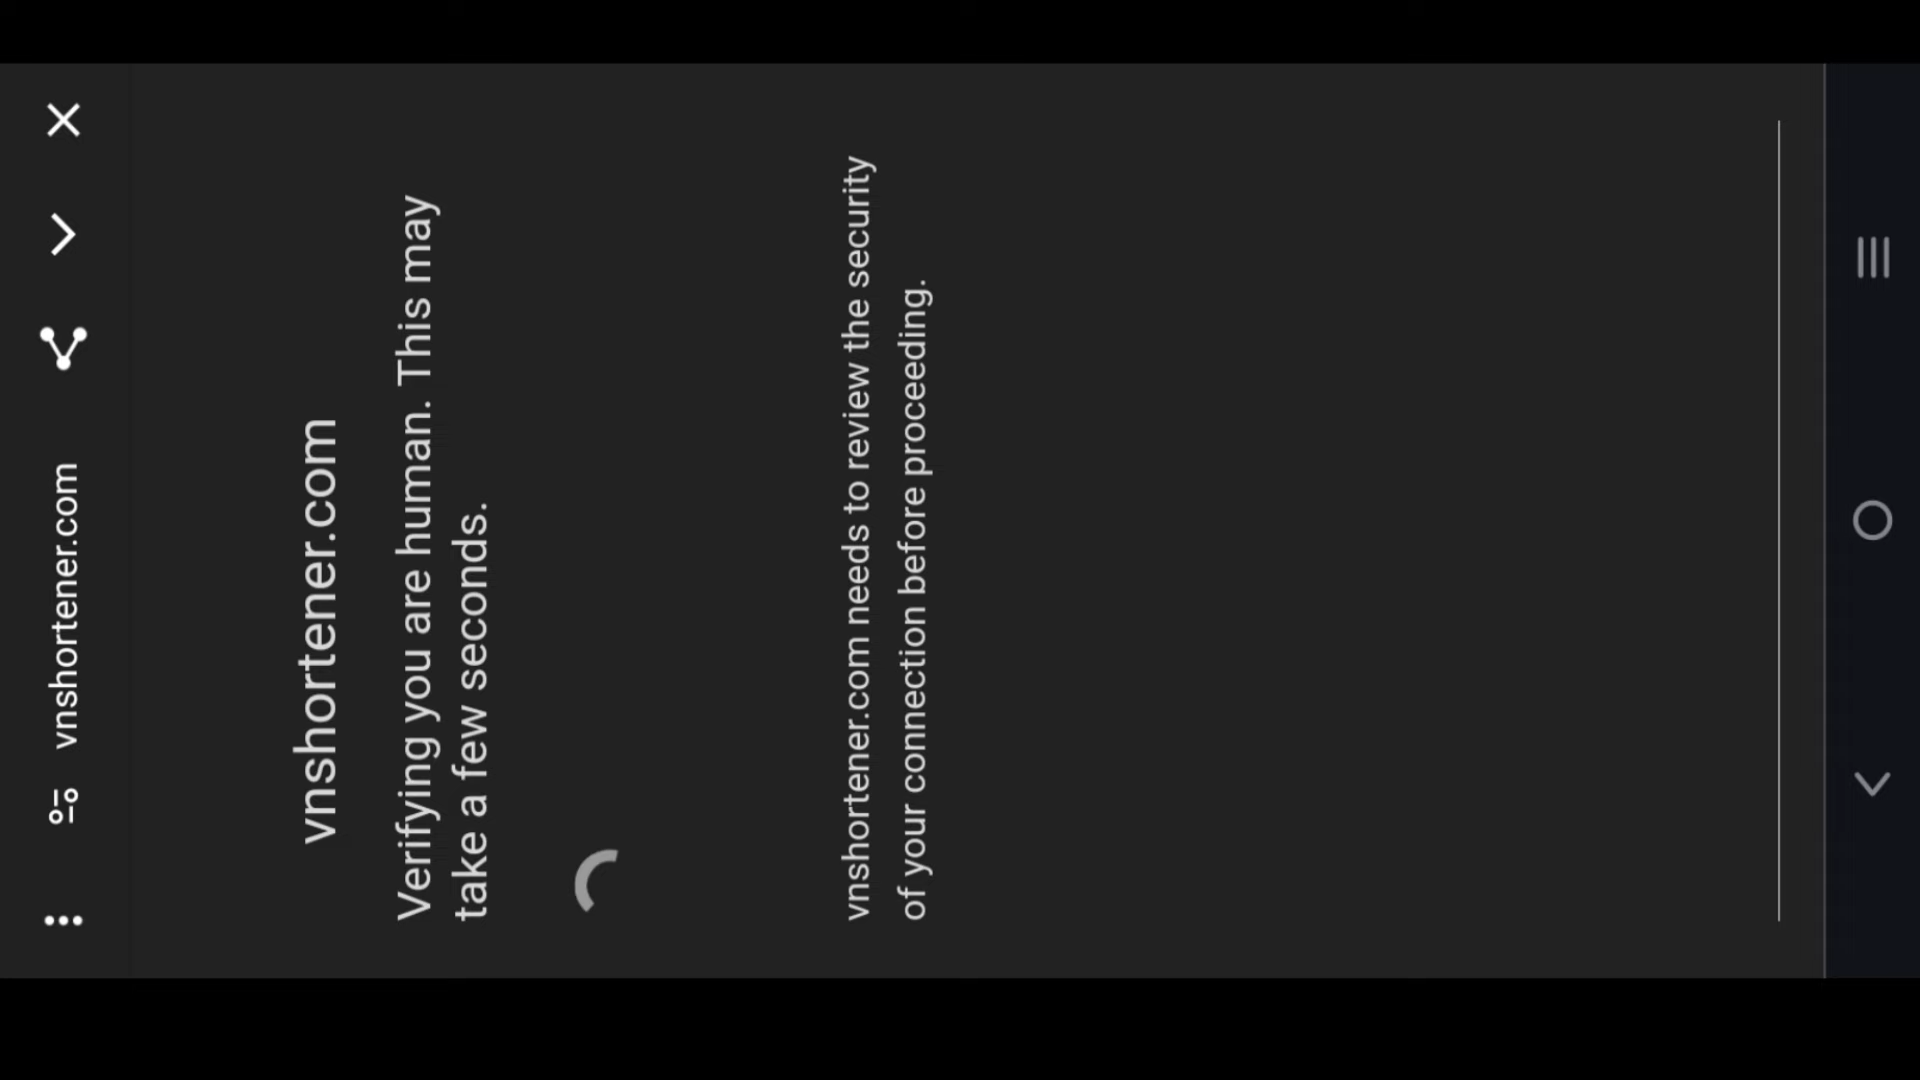 vnshortener.com
vnshortener.com
Verifying you are human. This may
take a few seconds.
vnshortener.com needs to review the security
of your connection before proceeding.